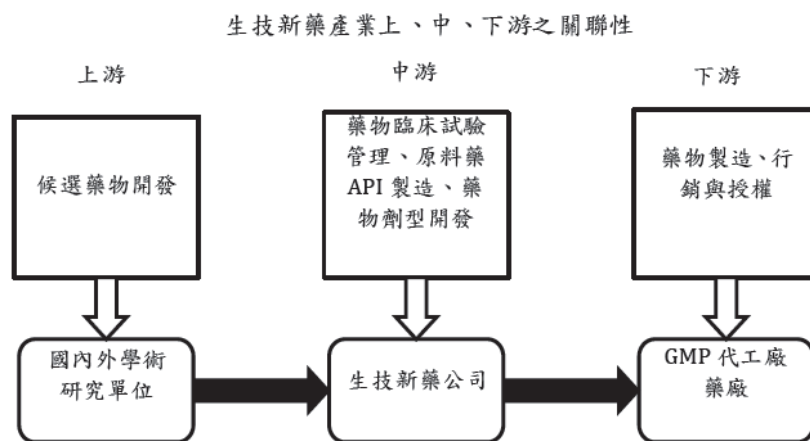 生技新藥產業上、中、下游之關聯性
上游
中游
下游
候選藥物開發
藥物臨床試驗
管理、原料藥
API 製造、藥
物劑型開發
藥物製造、行
銷與授權
國內外學術
研究單位
生技新藥公司
GMP 代工廠
藥廠